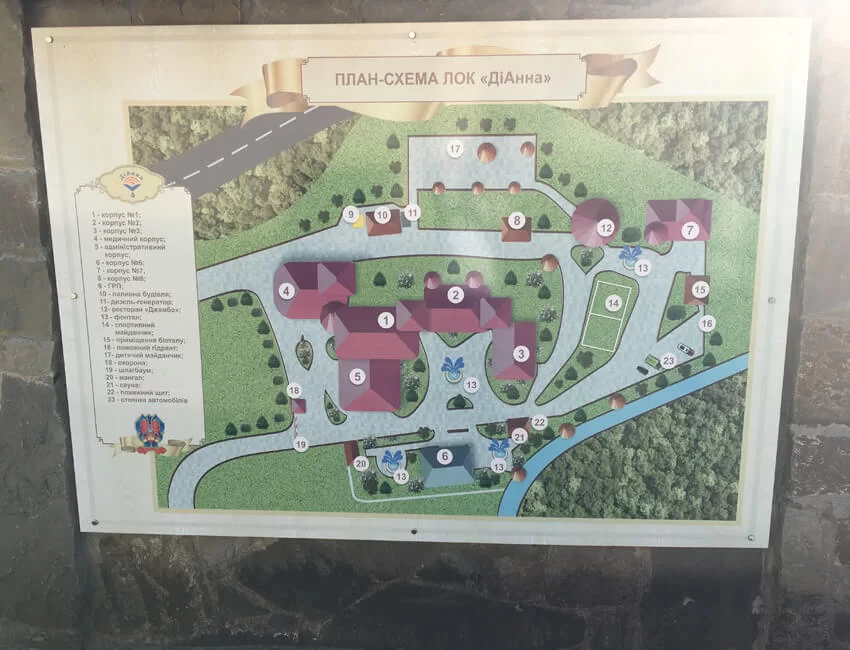 ПЛАН-СХЕМА ЛОК «ДіАнна»
ДіАнна
1 - корпус №1;
2 - корпус №2;
3 - корпус №3;
4 - медичний корпус;
5 - адміністративний
корпус;
6 - корпус №6;
7 - корпус №7;
8 - корпус №8;
9 - ГРП;
10 - паливна будівля;
11- дизель-генератор;
12- ресторан «Джамбо»;
13 - фонтан;
14 - спортивний
майданчик;
15 - приміщення біоталу;
16 - пожежний гідрант;
17- дитячий майданчик;
18 - охорона;
19 - шлагбаум;
20 - мангал;
21 - сауна;
22 - пожежний щит;
23 - стоянка автомобілів
17
9
10
11
8
12
7
13
4
2
15
14
1
16
3
23
5
13
18
22
21
19
20
6
13
13